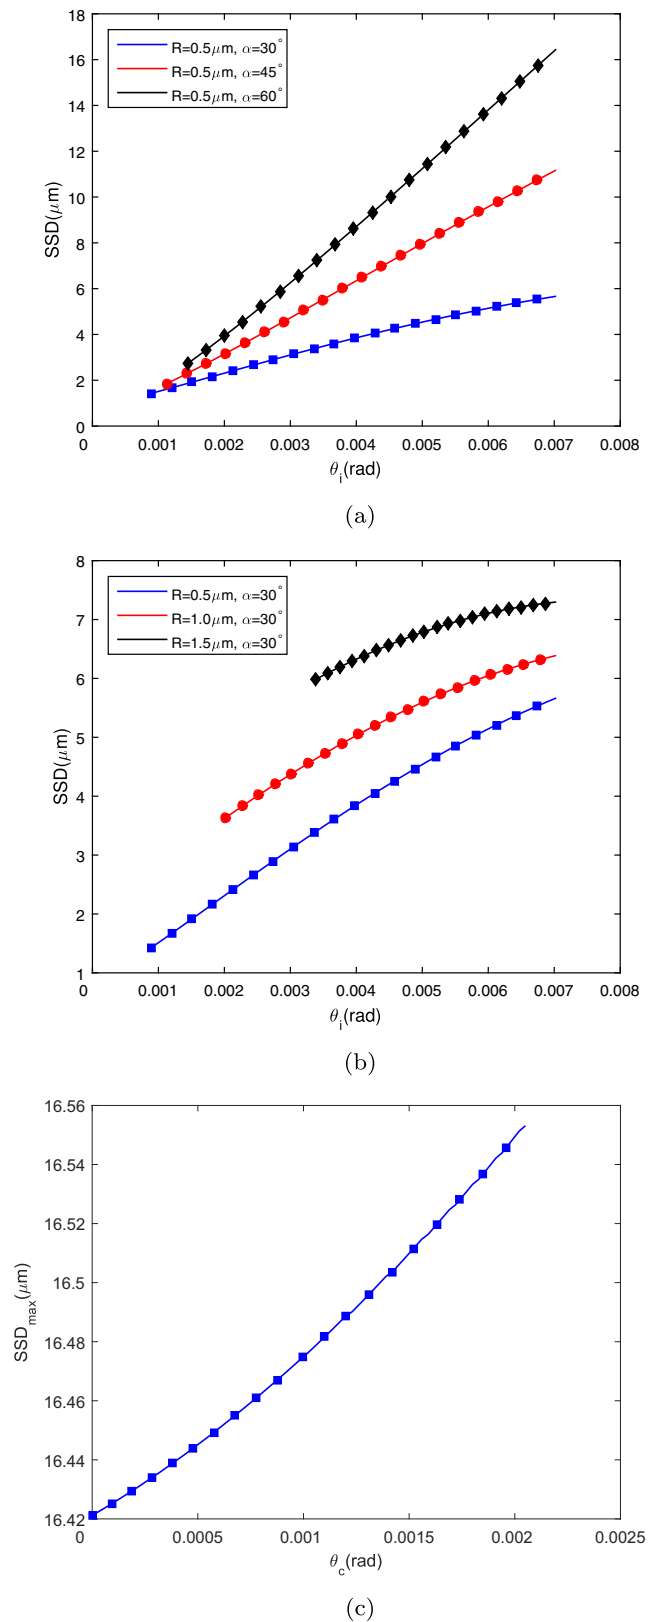 18
16
14
12
10
8
6
4
2
0
SSD(μm)
R=0.5μm, α=30°
R=0.5μm, α=45°
R=0.5μm, α=60°
0 0.001 0.002 0.003 0.004 0.005 0.006 0.007 0.008
θi(rad)
(a)
8
7
6
5
4
3
2
1
SSD(μm)
R=0.5μm, α=30°
R=1.0μm, α=30°
R=1.5μm, α=30°
0 0.001 0.002 0.003 0.004 0.005 0.006 0.007 0.008
θi(rad)
(b)
16.56
16.54
16.52
16.5
16.48
16.46
16.44
16.42
SSDmax(μm)
0 0.0005 0.001 0.0015 0.002 0.0025
θc(rad)
(c)